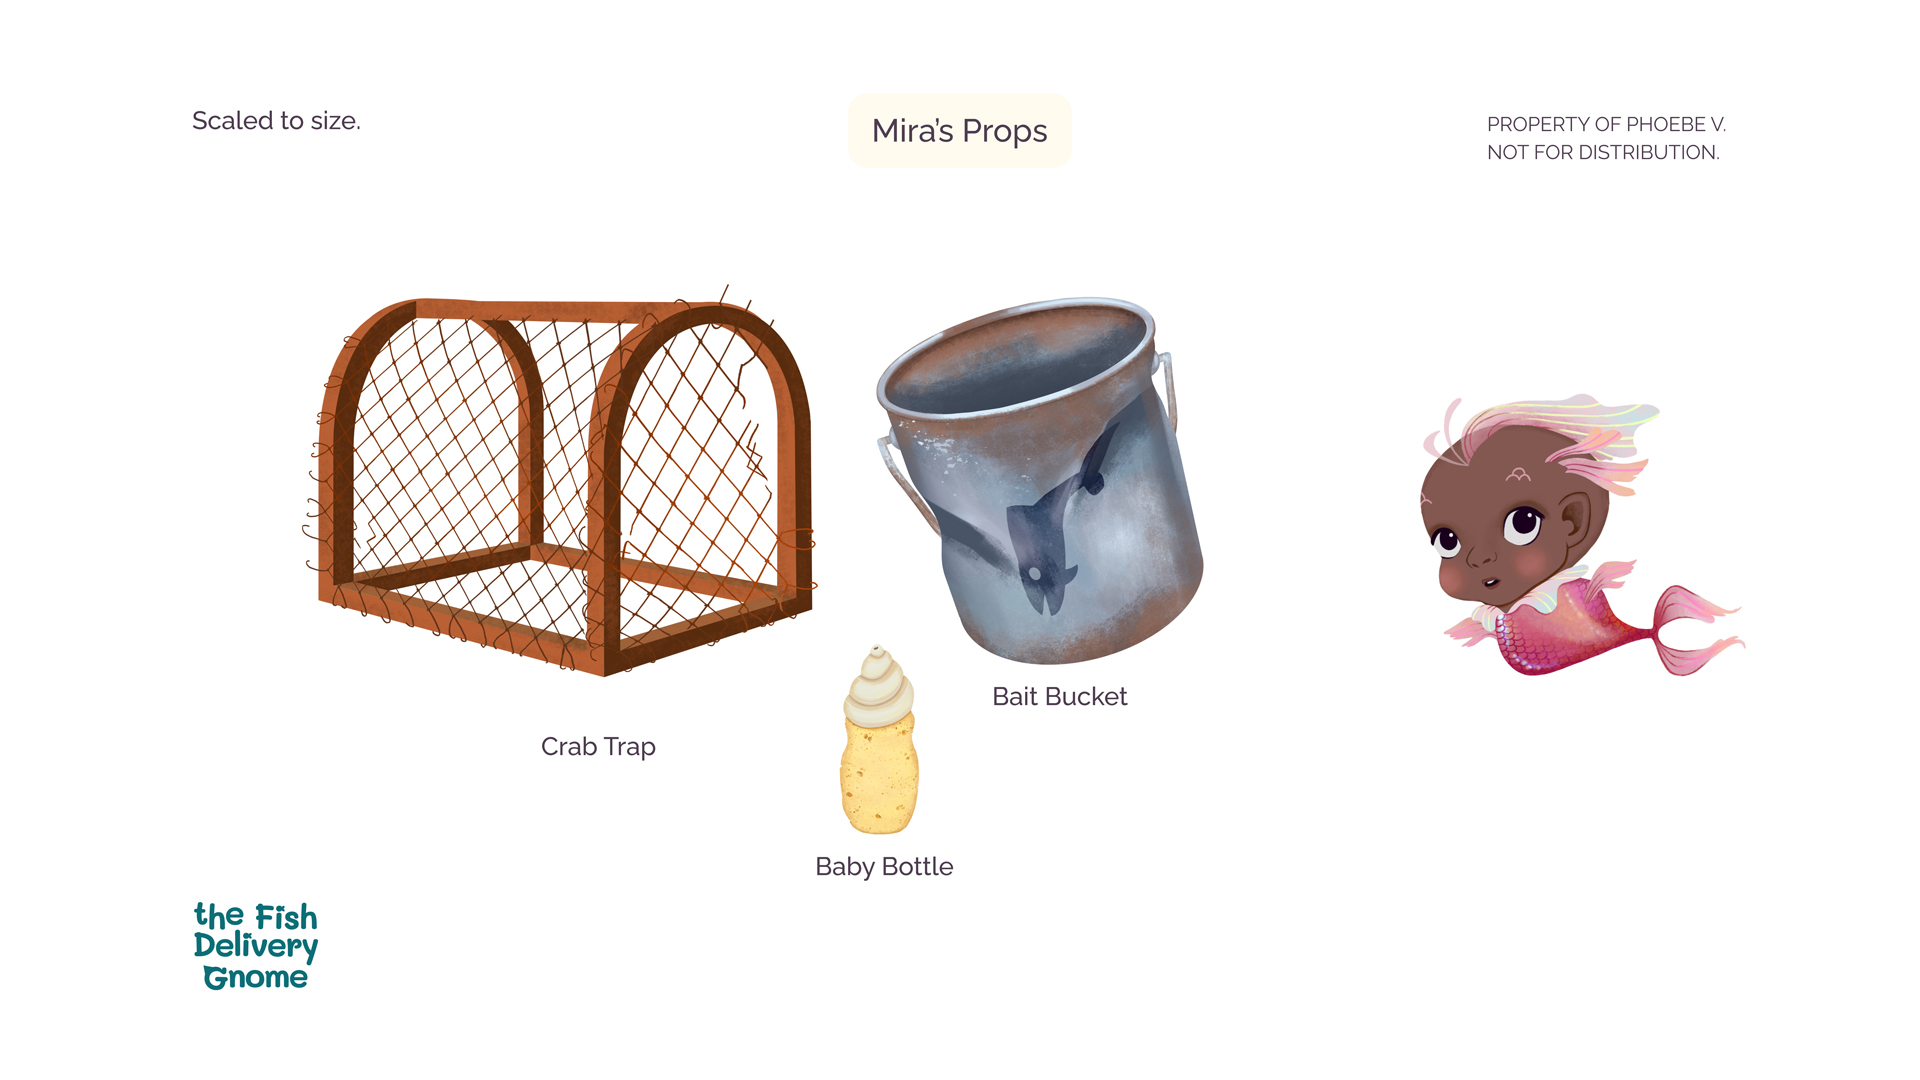 Scaled to size.
Mira’s Props
PROPERTY OF PHOEBE V.
NOT FOR DISTRIBUTION.
Crab Trap
Bait Bucket
Baby Bottle
the Fish
Delivery
Gnome